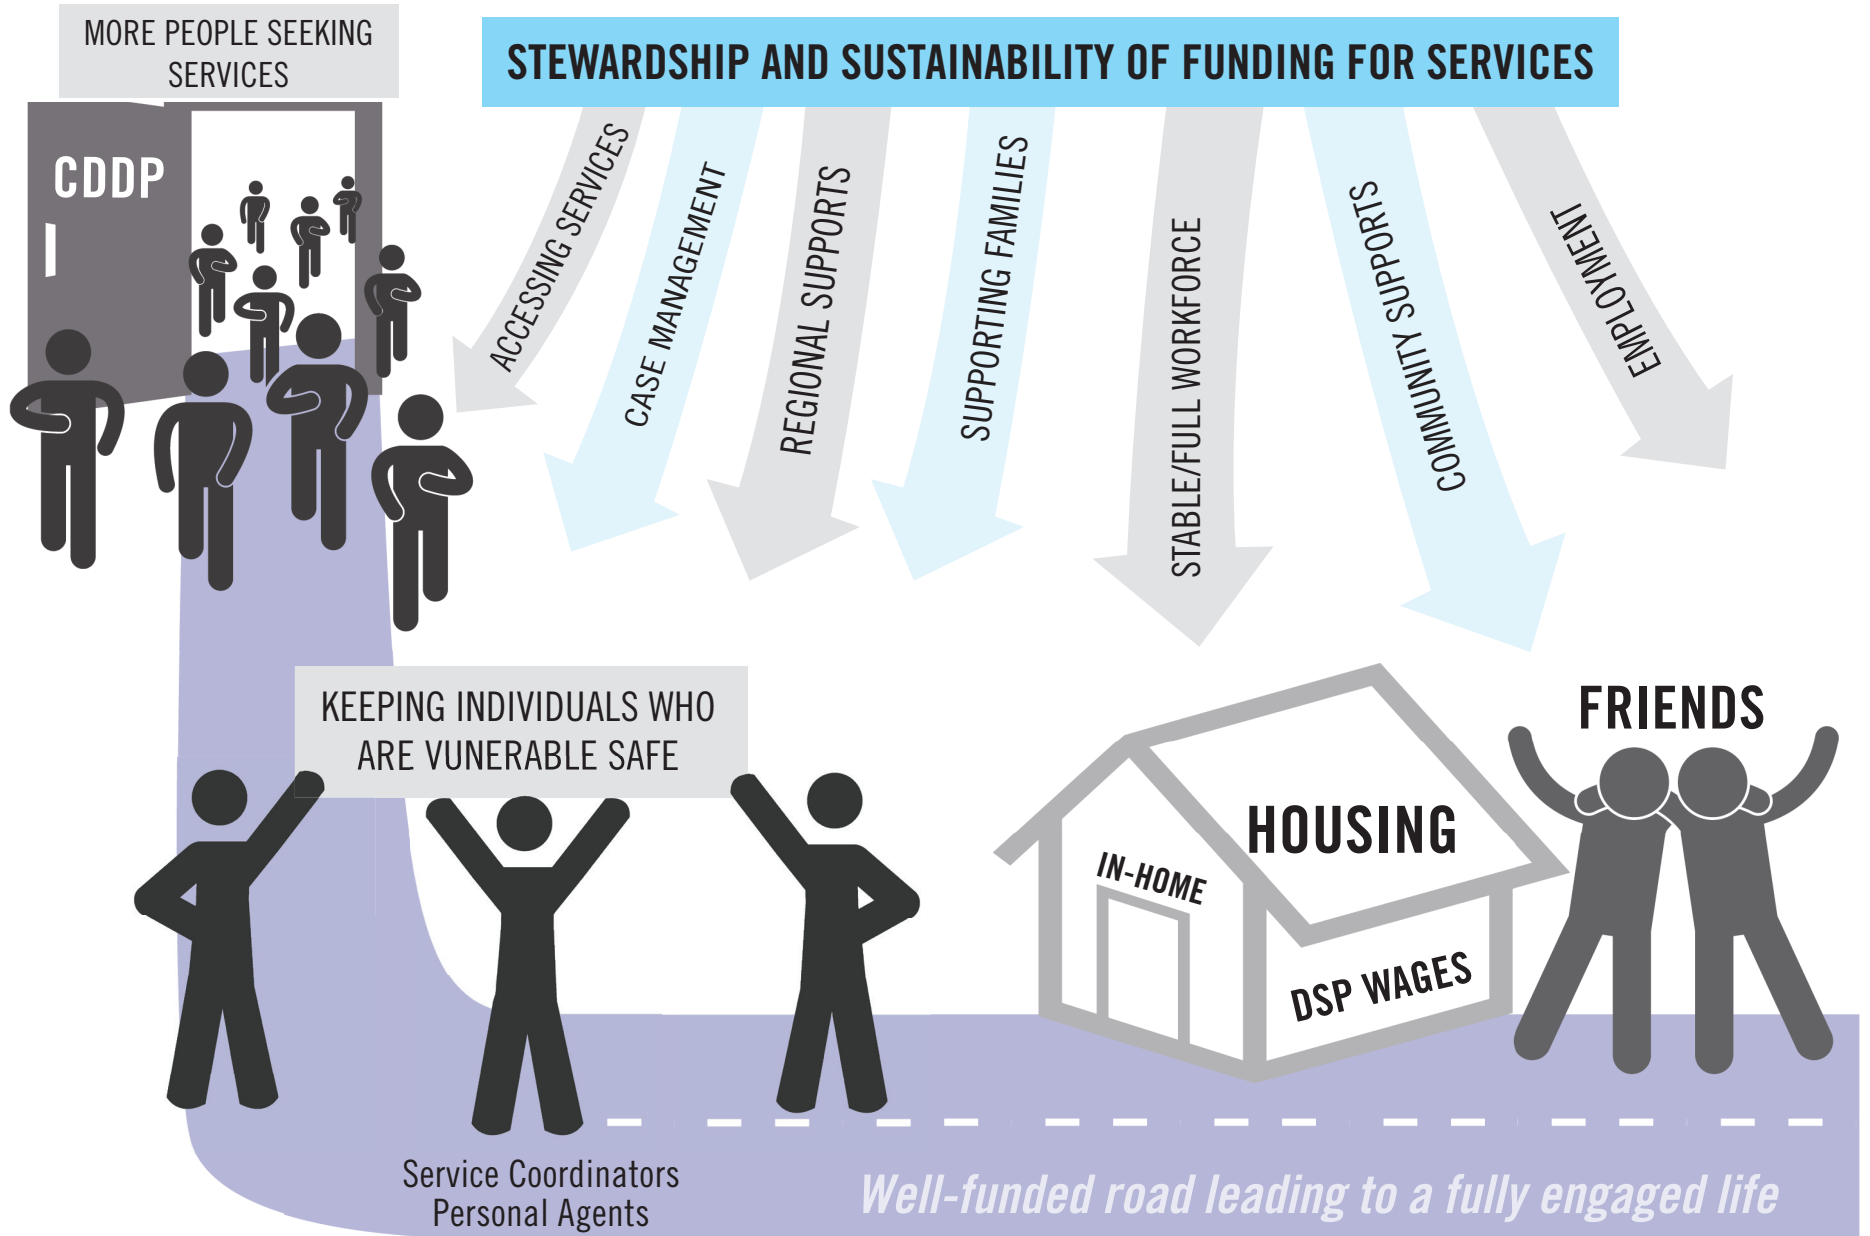 MORE PEOPLE SEEKING
SERVICES
STEWARDSHIP AND SUSTAINABILITY OF FUNDING FOR SERVICES
CDDP
ACCESSING SERVICES
CASE MANAGEMENT
REGIONAL SUPPORTS
SUPPORTING FAMILIES
STABLE/FULL WORKFORCE
COMMUNITY SUPPORTS
EMPLOYMENT
KEEPING INDIVIDUALS WHO
ARE VUNERABLE SAFE
FRIENDS
HOUSING
IN-HOME
DSP WAGES
Service Coordinators
Personal Agents
Well-funded road leading to a fully engaged life